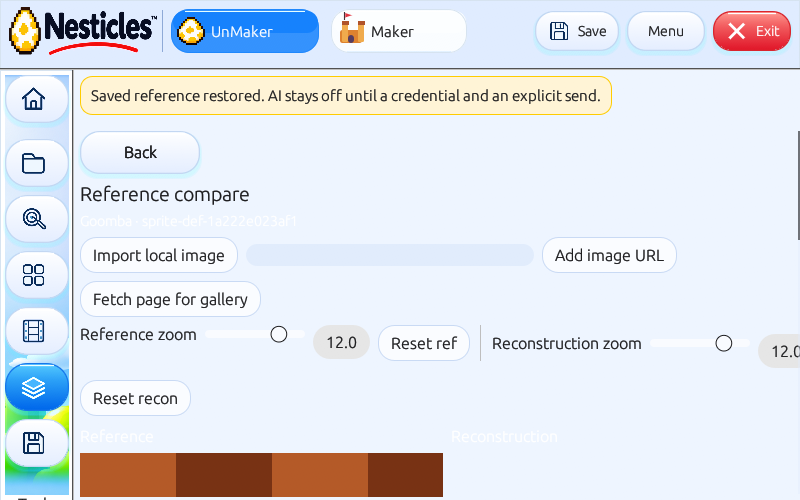 Nesticles
UnMaker
Maker
Save
Menu
Exit
Saved reference restored. AI stays off until a credential and an explicit send.
Back
Reference compare
Goomba - sprite-def-1a222e023af1
Import local image
Add image URL
Fetch page for gallery
Reference zoom
12.0
Reset ref
Reconstruction zoom
12.0
Reset recon
Reference
Reconstruction